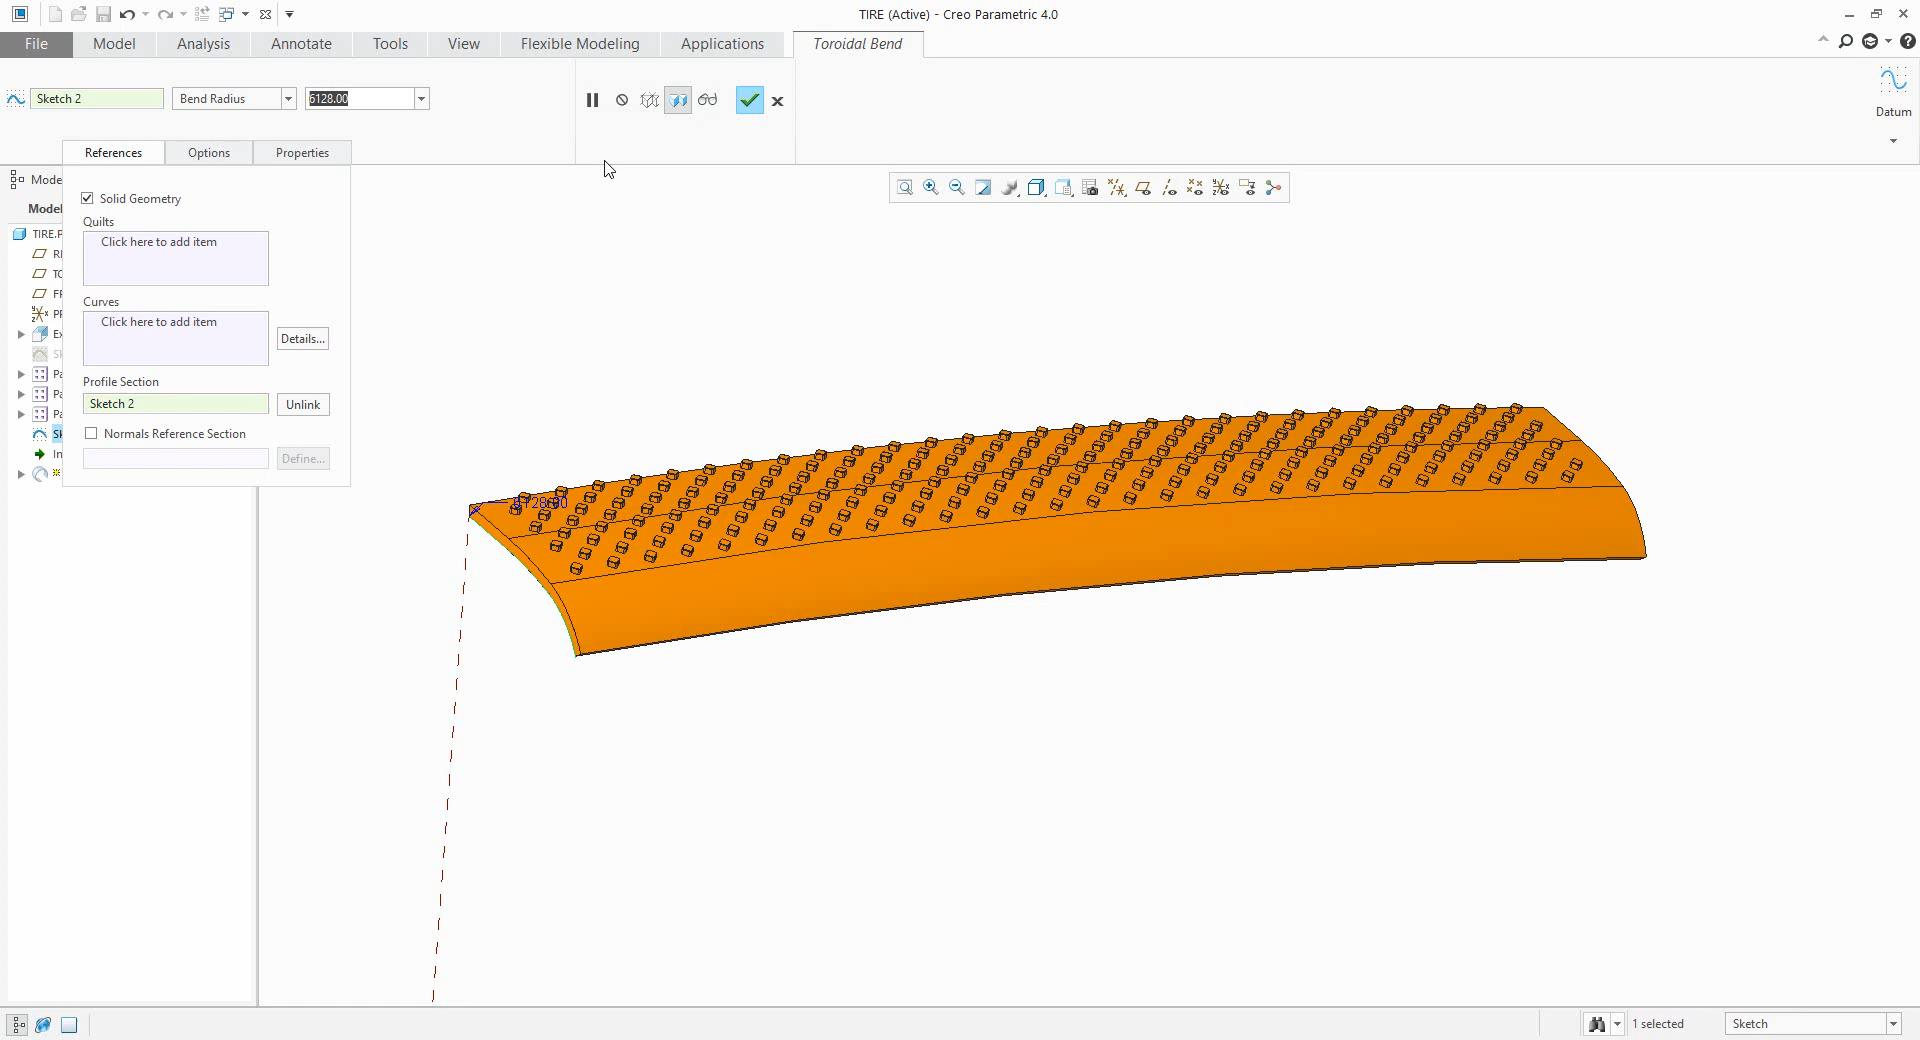 TIRE (Active) - Creo Parametric 4.0
File Model Analysis Annotate Tools View Flexible Modeling Applications Toroidal Bend
Sketch 2 Bend Radius 6128.00
Datum
References Options Properties
Mode
Model
TIRE.P
Solid Geometry
Quilts
Click here to add item
Curves
Click here to add item
Details...
Profile Section
Sketch 2 Unlink
Normals Reference Section
Define...
1 selected Sketch